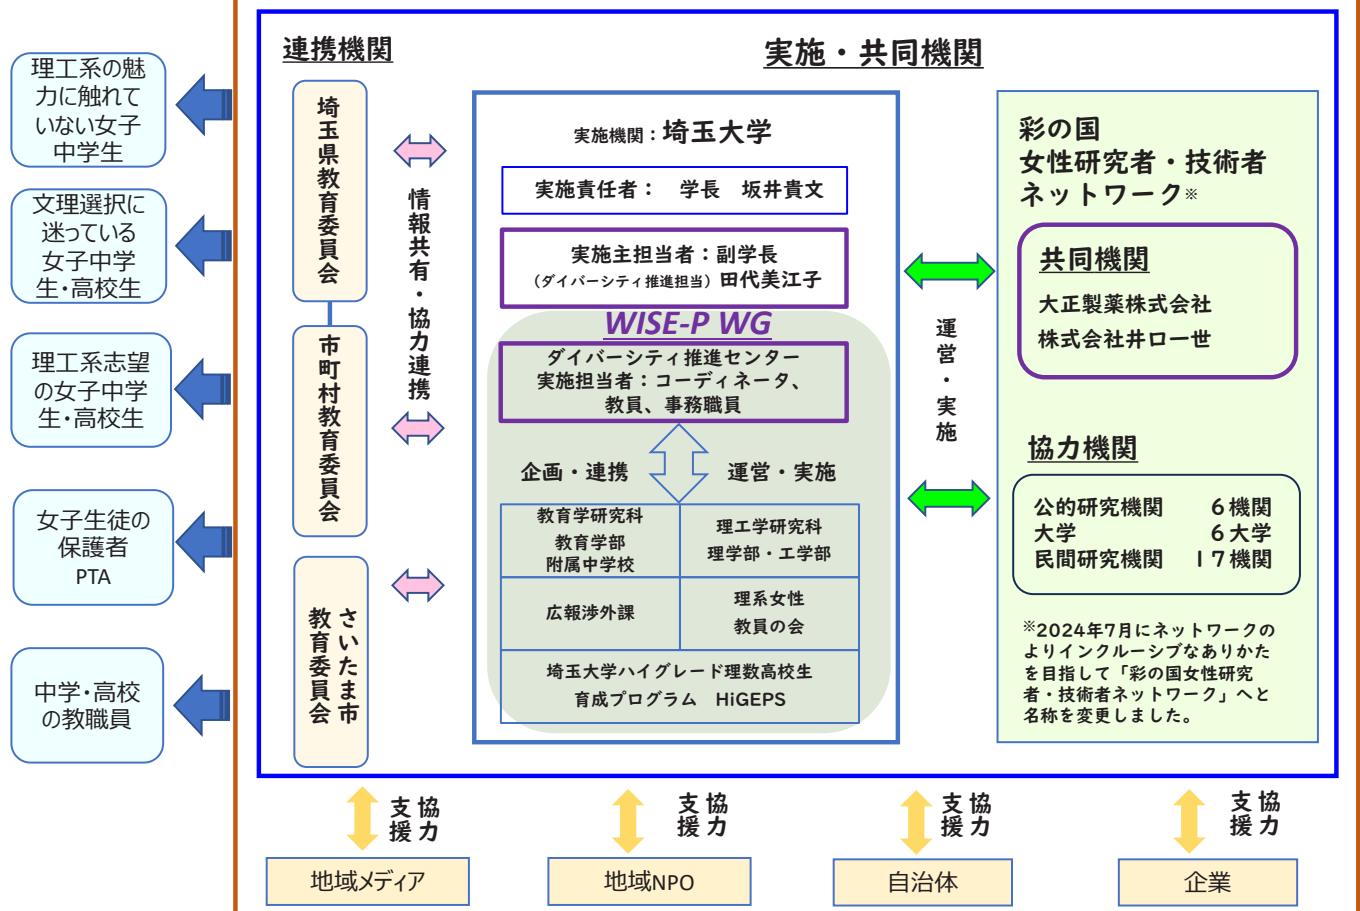 理工系の魅
力に触れて
いない女子
中学生
文理選択に
迷っている
女子中学
生・高校生
理工系志望
の女子中学
生・高校生
女子生徒の
保護者
PTA
中学・高校
の教職員
連携機関
埼玉県教育委員会
市町村教育委員会
さいたま市
教育委員会
情報共有・協力連携
実施・共同機関
実施機関：埼玉大学
実施責任者：　学長　坂井貴文
実施主担当者：副学長
（ダイバーシティ推進担当）田代美江子
WISE-P WG
ダイバーシティ推進センター
実施担当者：コーディネータ、
教員、事務職員
企画・連携
運営・実施
教育学研究科
教育学部
附属中学校
理工学研究科
理学部・工学部
広報渉外課
理系女性
教員の会
埼玉大学ハイグレード理数高校生
育成プログラム　HiGEPS
運営・実施
彩の国
女性研究者・技術者
ネットワーク※
共同機関
大正製薬株式会社
株式会社井口一世
協力機関
公的研究機関　６機関
大学　６大学
民間研究機関　１７機関
※2024年7月にネットワークの
よりインクルーシブなありかた
を目指して「彩の国女性研究
者・技術者ネットワーク」へと
名称を変更しました。
協力
支援
協力
支援
協力
支援
協力
支援
地域メディア
地域NPO
自治体
企業